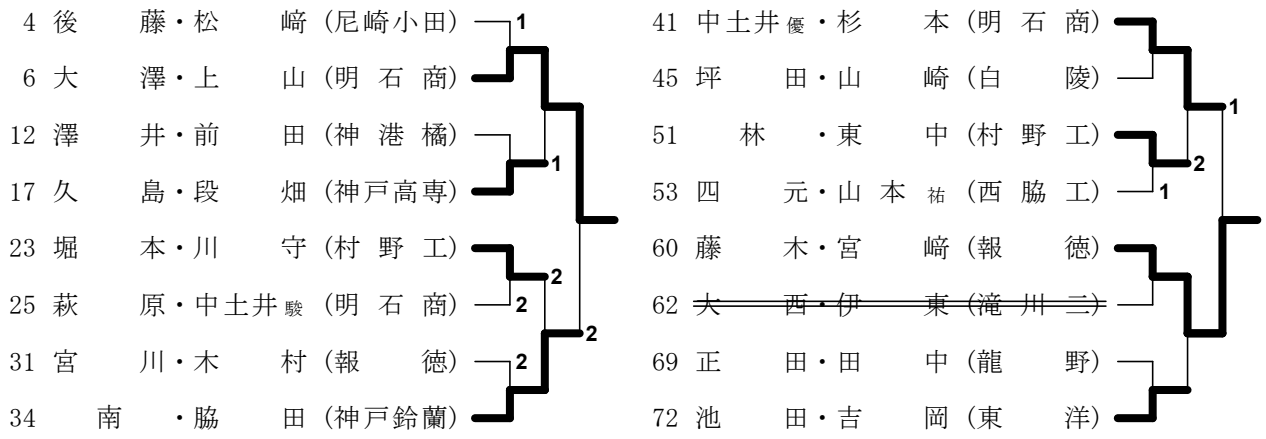 4 後藤・松﨑 (尼崎小田) 1
6 大澤・上山 (明石商)
12 澤井・前田 (神港橘)
1
17 久島・段畑 (神戸高専)
23 堀本・川守 (村野工)
2
25 萩原・中土井駿 (明石商) 2
2
31 宮川・木村 (報徳) 2
34 南・脇田 (神戸鈴蘭)
41 中土井優・杉本 (明石商)
45 坪田・山崎 (白陵)
1
51 林・東中 (村野工)
2
53 四元・山本祐 (西脇工) 1
60 藤木・宮﨑 (報徳)
62 大西・伊東 (滝川二)
69 正田・田中 (龍野)
72 池田・吉岡 (東洋)